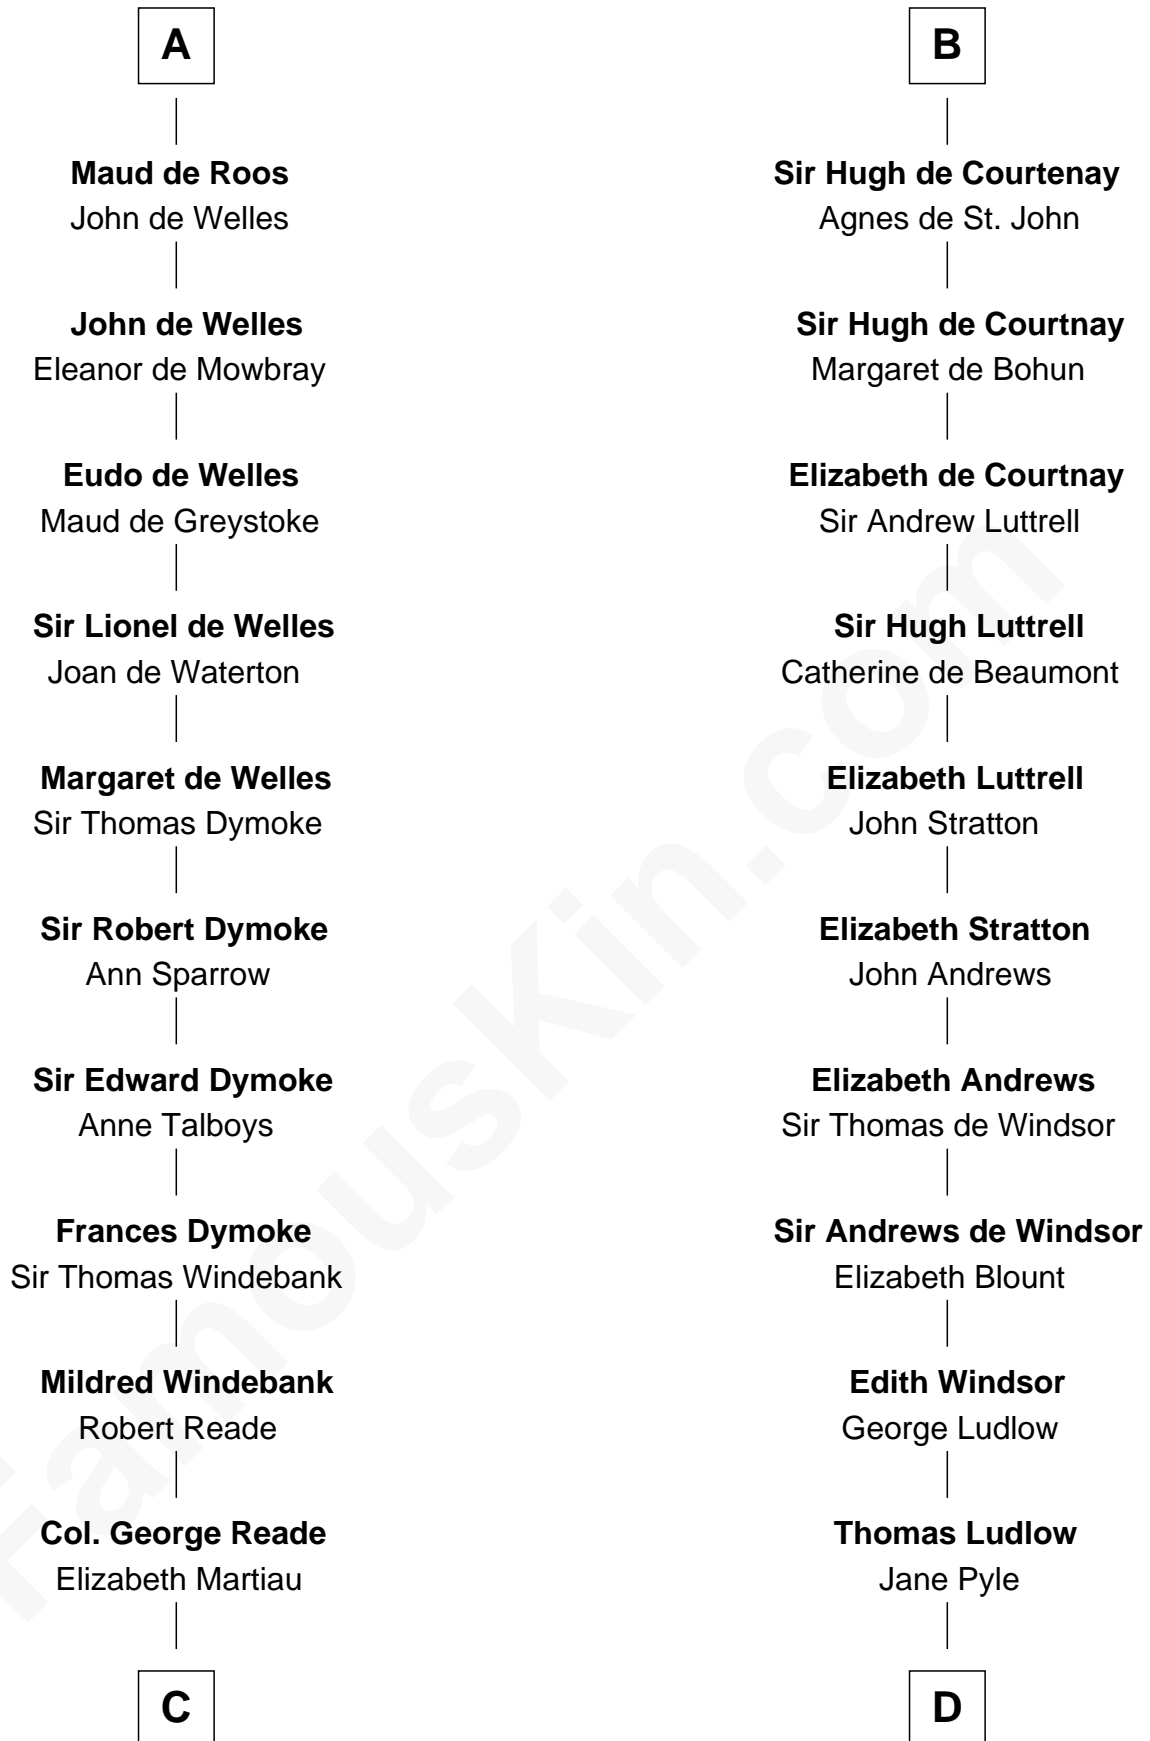 A
Maud de Roos
John de Welles
John de Welles
Eleanor de Mowbray
Eudo de Welles
Maud de Greystoke
Sir Lionel de Welles
Joan de Waterton
Margaret de Welles
Sir Thomas Dymoke
Sir Robert Dymoke
Ann Sparrow
Sir Edward Dymoke
Anne Talboys
Frances Dymoke
Sir Thomas Windebank
Mildred Windebank
Robert Reade
Col. George Reade
Elizabeth Martiau
C
B
Sir Hugh de Courtenay
Agnes de St. John
Sir Hugh de Courtnay
Margaret de Bohun
Elizabeth de Courtnay
Sir Andrew Luttrell
Sir Hugh Luttrell
Catherine de Beaumont
Elizabeth Luttrell
John Stratton
Elizabeth Stratton
John Andrews
Elizabeth Andrews
Sir Thomas de Windsor
Sir Andrews de Windsor
Elizabeth Blount
Edith Windsor
George Ludlow
Thomas Ludlow
Jane Pyle
D
FamousKin.com